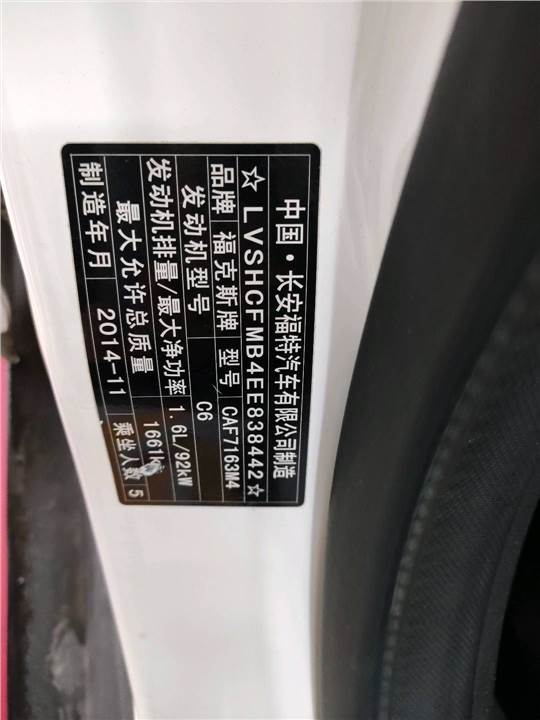 中国·长安福特汽车有限公司制造
☆LVSHCFMB4EE838442☆
品牌 福克斯牌 型号 CAF7163M4
发动机型号 C6
发动机排量/最大净功率 1.6L/92kW
最大允许总质量 1661kg
制造年月 2014-11 乘坐人数 5